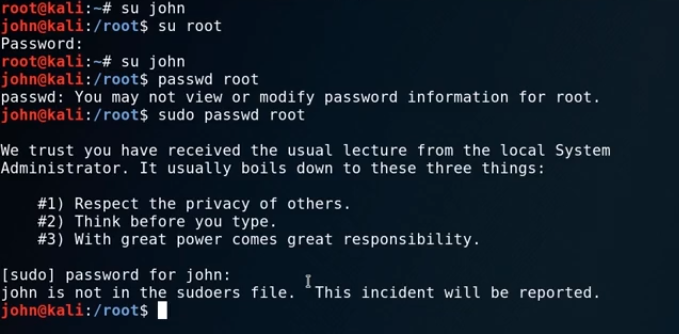 root@kali:~# su john
john@kali:/root$ su root
Password:
root@kali:~# su john
john@kali:/root$ passwd root
passwd: You may not view or modify password information for root.
john@kali:/root$ sudo passwd root
We trust you have received the usual lecture from the local System
Administrator. It usually boils down to these three things:
#1) Respect the privacy of others.
#2) Think before you type.
#3) With great power comes great responsibility.
[sudo] password for john:
john is not in the sudoers file.  This incident will be reported.
john@kali:/root$